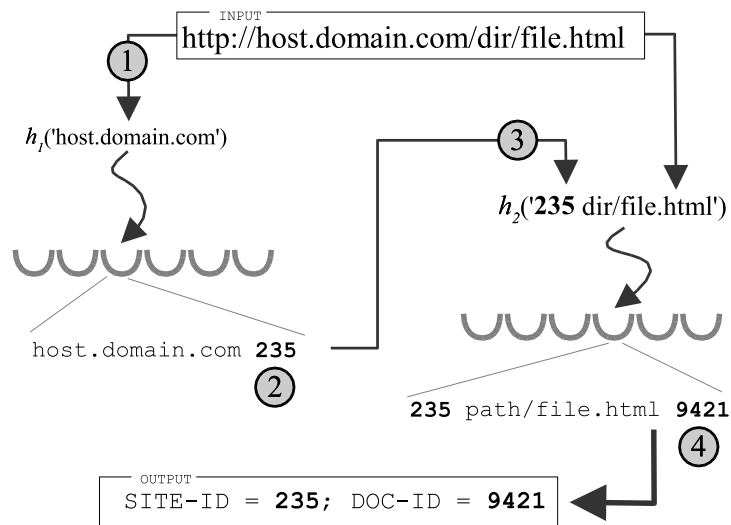 INPUT
http://host.domain.com/dir/file.html
1
h1('host.domain.com')
3
h2('235 dir/file.html')
host.domain.com 235
2
235 path/file.html 9421
4
OUTPUT
SITE-ID = 235; DOC-ID = 9421